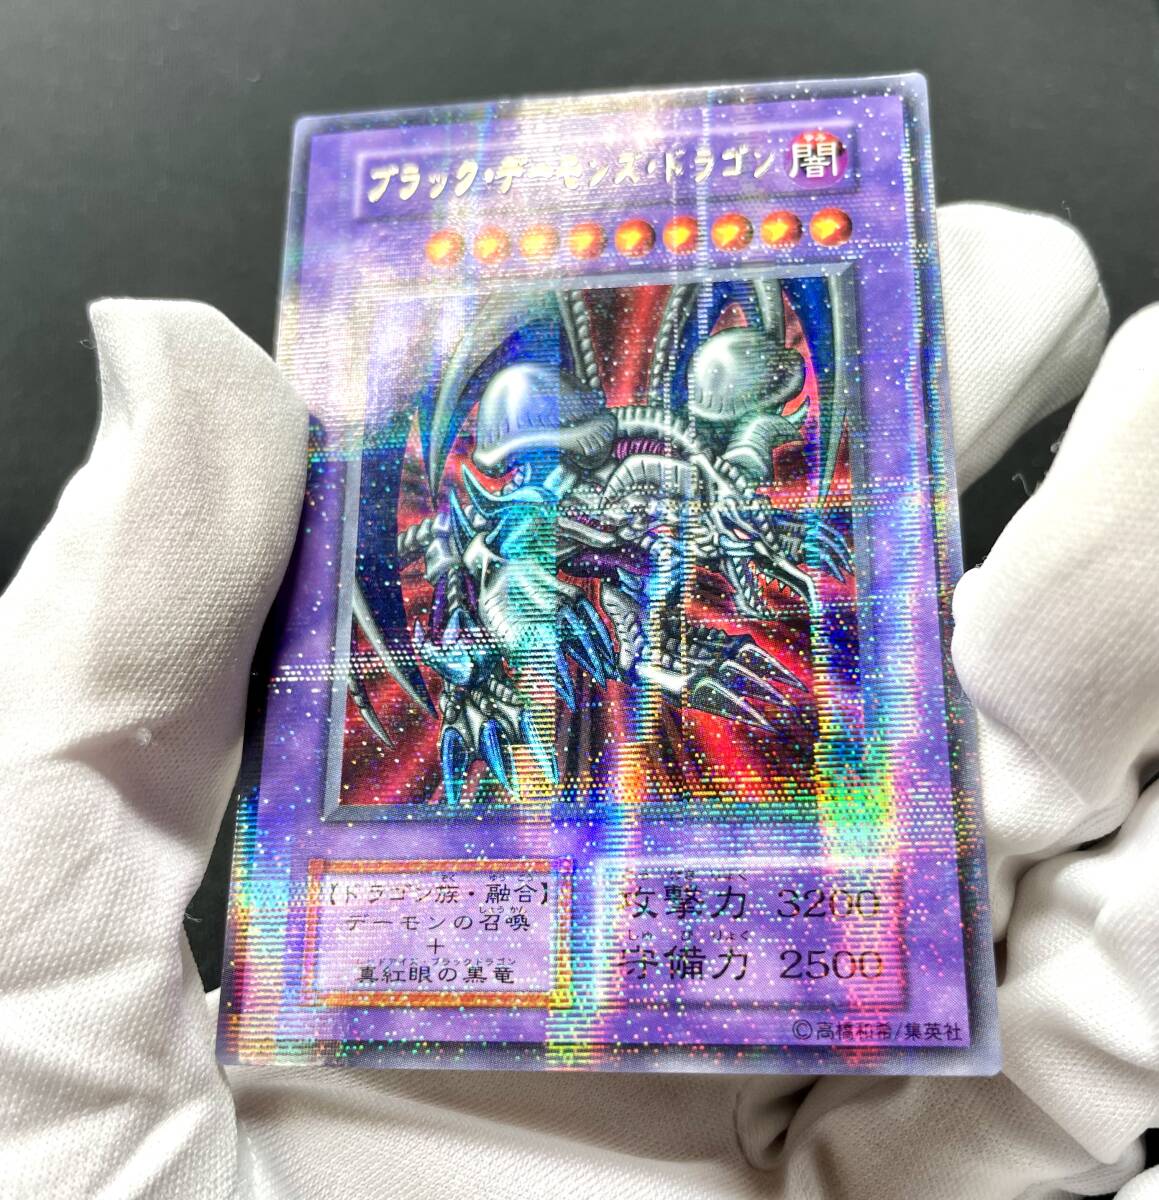 ブラック・デーモンズ・ドラゴン
闇
【ドラゴン族・融合】
デーモンの召喚
+
真紅眼の黒竜
攻撃力 3200
守備力 2500
©高橋和希/集英社